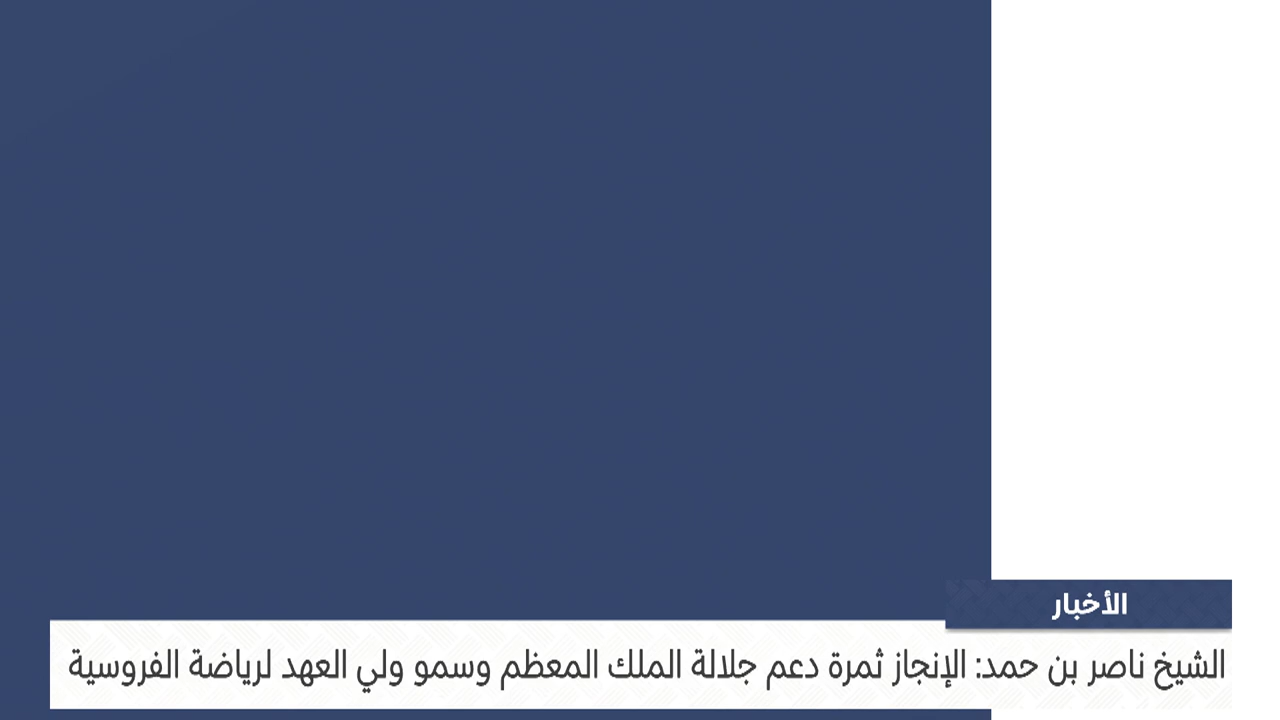 الأخبار
الشيخ ناصر بن حمد: الإنجاز ثمرة دعم جلالة الملك المعظم وسمو ولي العهد لرياضة الفروسية